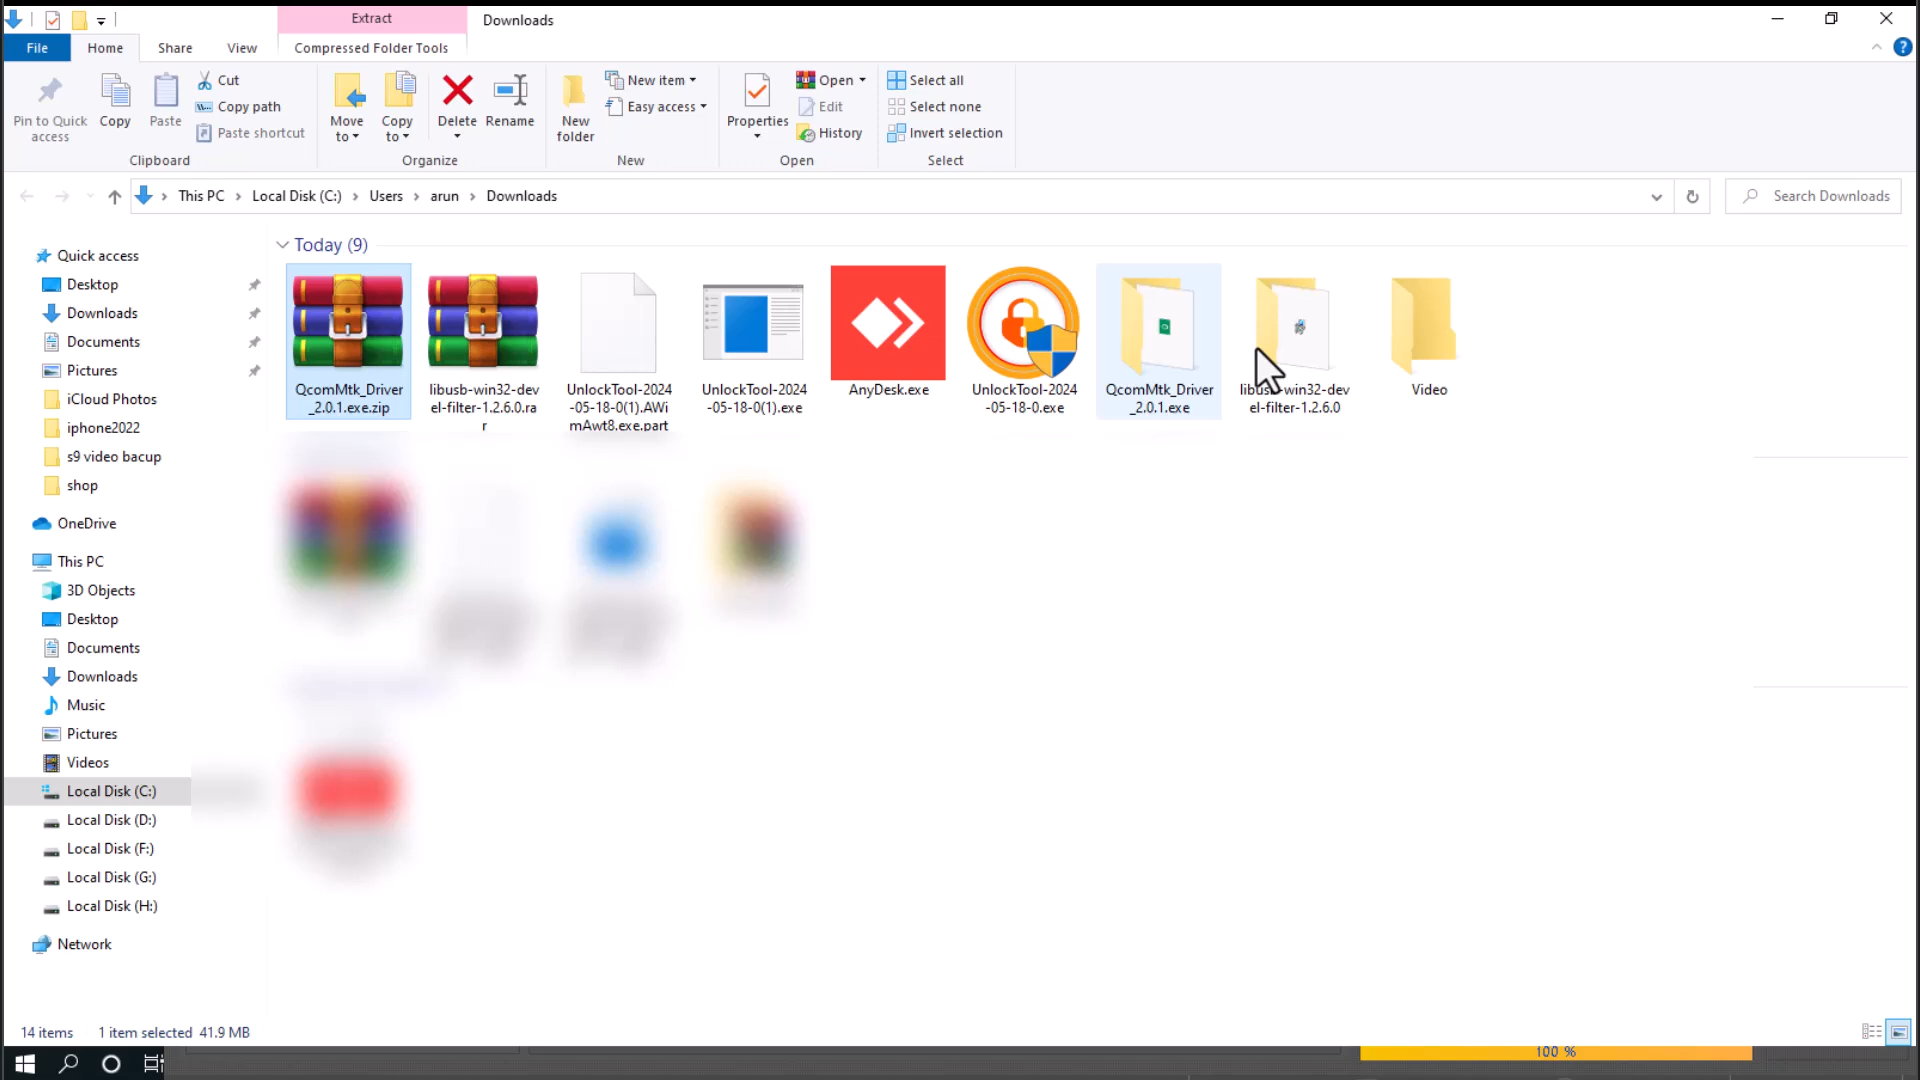 Extract
Downloads
File
Home
Share
View
Compressed Folder Tools
Pin to Quick
access
Copy
Paste
Cut
Copy path
Paste shortcut
Clipboard
Move
to
Copy
to
Delete
Rename
Organize
New
folder
New item
Easy access
New
Properties
Open
Edit
History
Open
Select all
Select none
Invert selection
Select
This PC > Local Disk (C:) > Users > arun > Downloads
Search Downloads
Quick access
Desktop
Downloads
Documents
Pictures
iCloud Photos
iphone2022
s9 video bacup
shop
OneDrive
This PC
3D Objects
Desktop
Documents
Downloads
Music
Pictures
Videos
Local Disk (C:)
Local Disk (D:)
Local Disk (F:)
Local Disk (G:)
Local Disk (H:)
Network
Today (9)
QcomMtk_Driver
_2.0.1.exe.zip
libusb-win32-dev
el-filter-1.2.6.0.ra
r
UnlockTool-2024
-05-18-0(1).AWi
mAwt8.exe.part
UnlockTool-2024
-05-18-0(1).exe
AnyDesk.exe
UnlockTool-2024
-05-18-0.exe
QcomMtk_Driver
_2.0.1.exe
libusb-win32-dev
el-filter-1.2.6.0
Video
14 items
1 item selected 41.9 MB
100 %